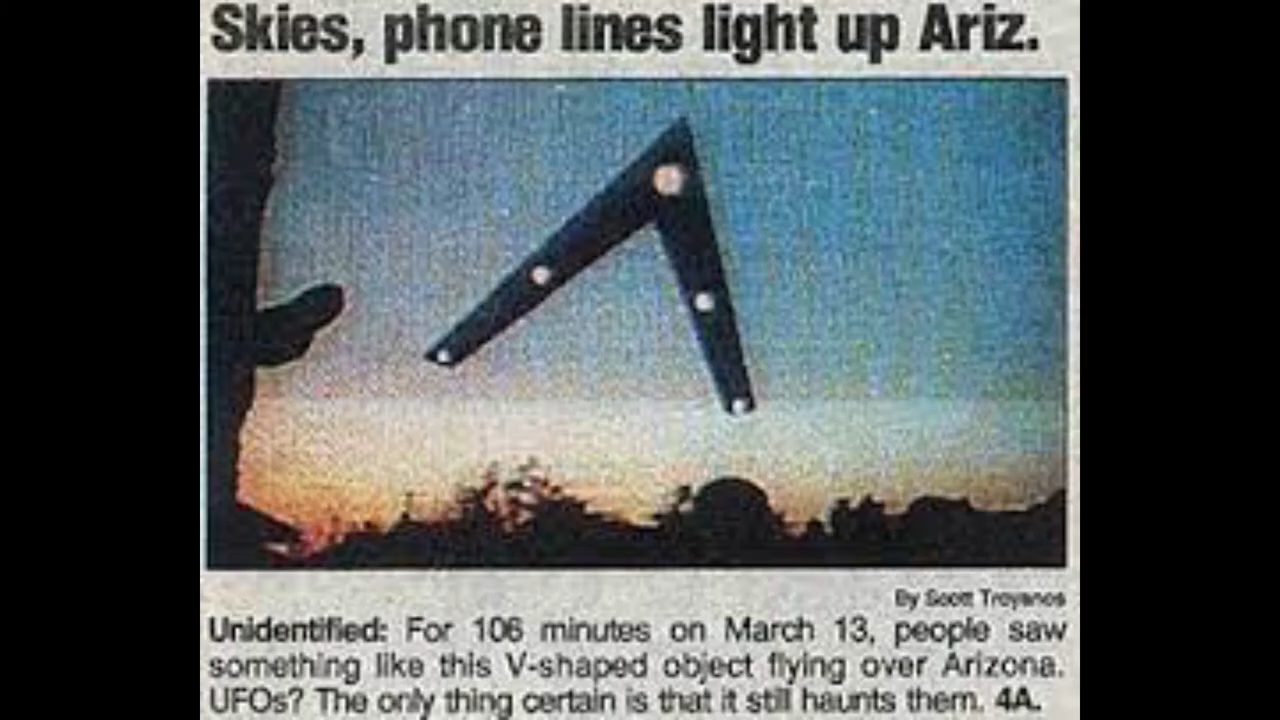 Skies, phone lines light up Ariz.
By Scott Troyanos
Unidentified: For 106 minutes on March 13, people saw
something like this V-shaped object flying over Arizona.
UFOs? The only thing certain is that it still haunts them. 4A.